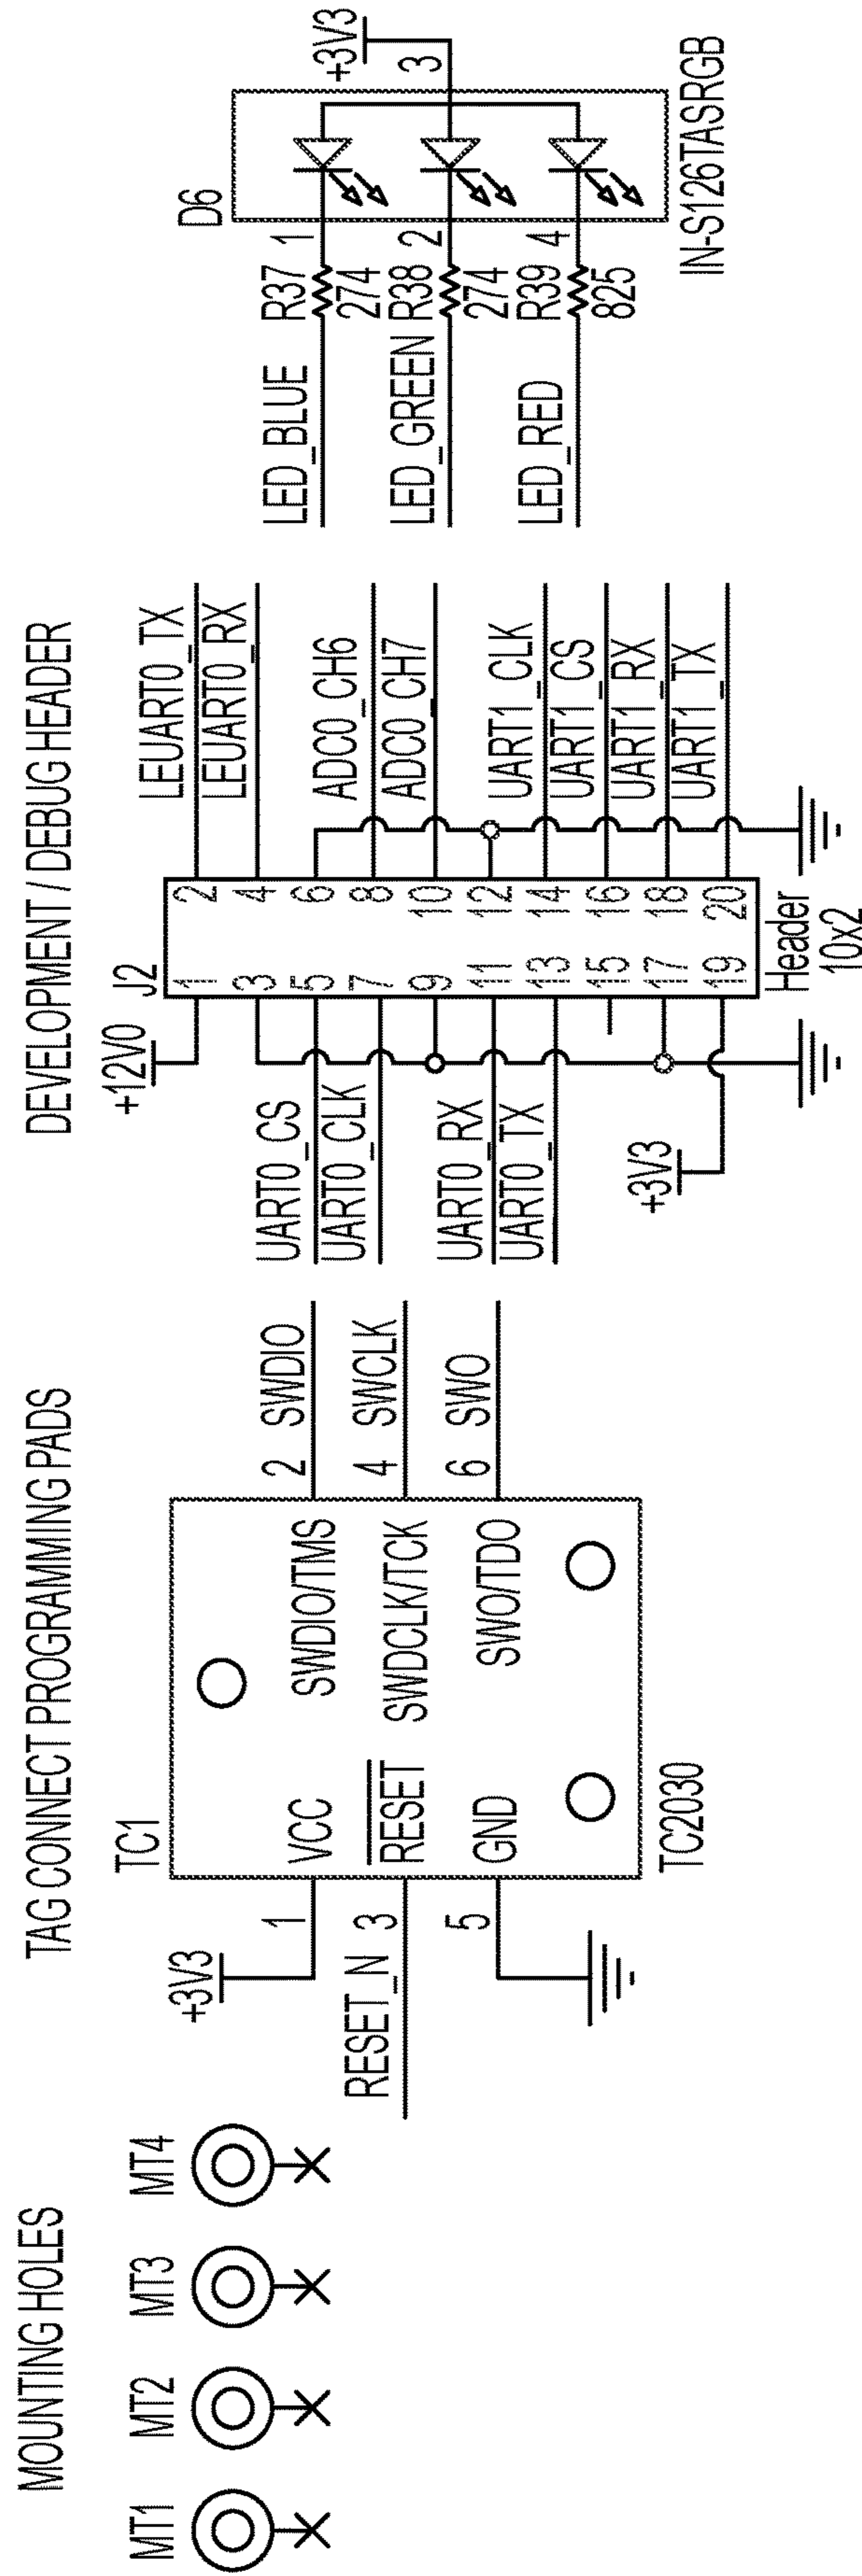 MOUNTING HOLES
MT1
MT2
MT3
MT4
TAG CONNECT PROGRAMMING PADS
TC1
+3V3
1
VCC
RESET_N
3
RESET
5
GND
SWDIO/TMS
2
SWDIO
SWDCLK/TCK
4
SWCLK
SWO/TDO
6
SWO
TC2030
DEVELOPMENT / DEBUG HEADER
J2
+12V0
1
2
LEUART0_TX
3
4
LEUART0_RX
UART0_CS
5
6
UART0_CLK
7
8
ADC0_CH6
9
10
ADC0_CH7
UART0_RX
11
12
UART0_TX
13
14
UART1_CLK
15
16
UART1_CS
17
18
UART1_RX
+3V3
19
20
UART1_TX
Header
10x2
D6
+3V3
3
LED_BLUE
R37
274
1
LED_GREEN
R38
274
2
LED_RED
R39
825
4
IN-S126TASRGB